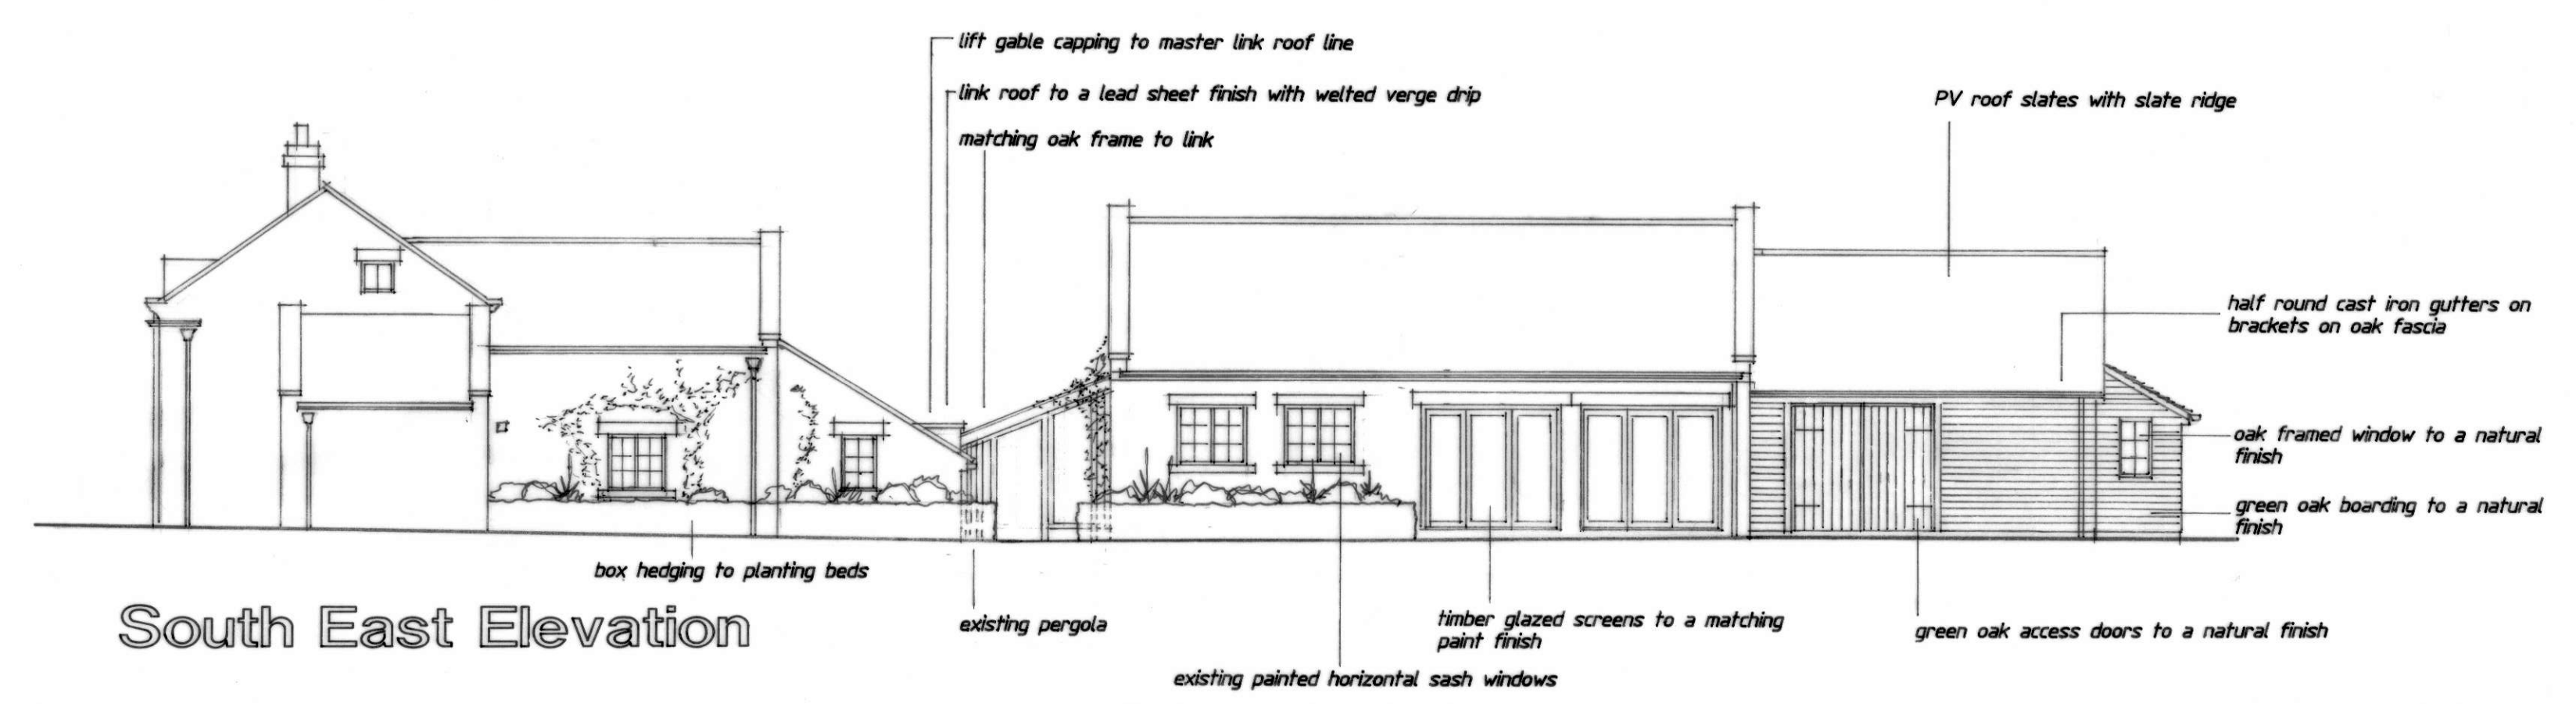 lift gable capping to master link roof line
link roof to a lead sheet finish with welted verge drip
matching oak frame to link
PV roof slates with slate ridge
half round cast iron gutters on
brackets on oak fascia
oak framed window to a natural
finish
green oak boarding to a natural
finish
box hedging to planting beds
existing pergola
timber glazed screens to a matching
paint finish
green oak access doors to a natural finish
existing painted horizontal sash windows
South East Elevation